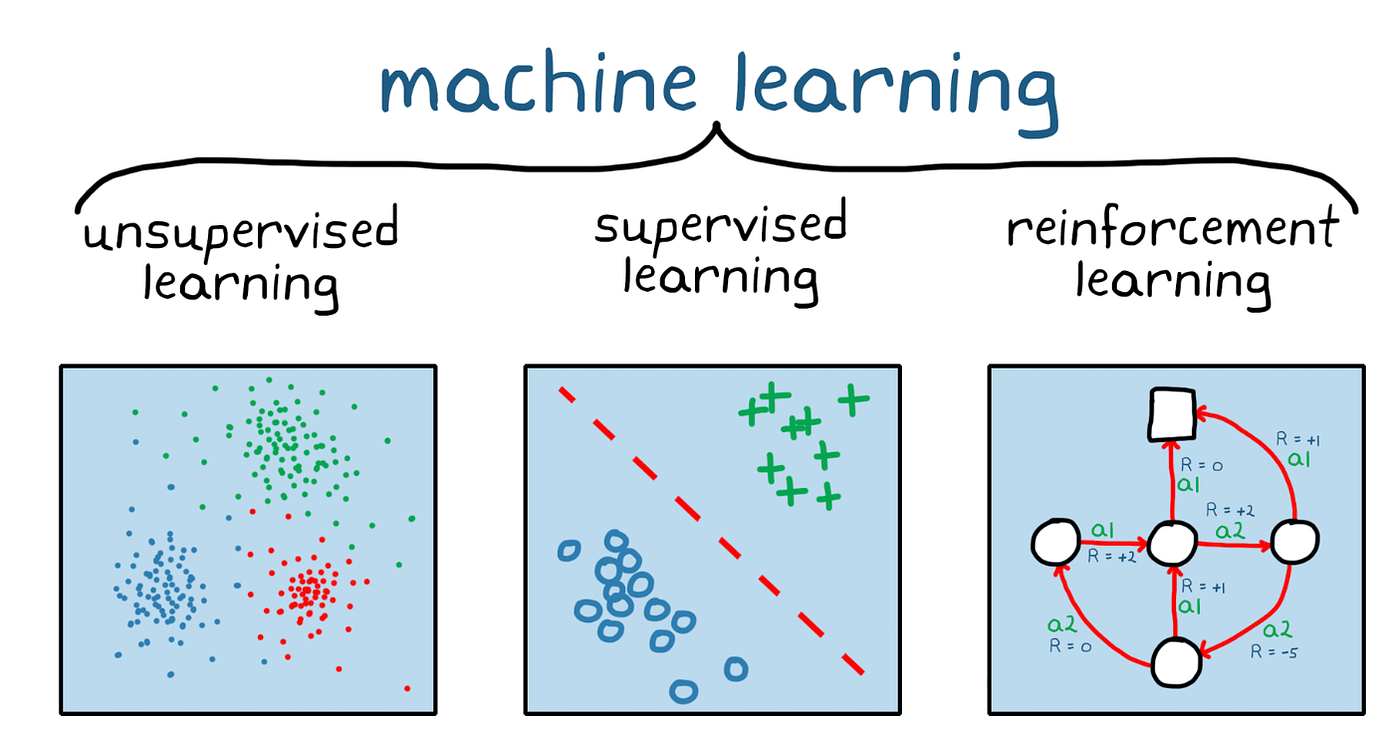 machine learning
unsupervised
learning
supervised
learning
reinforcement
learning
R = +1
a1
R = 0
a1
R = +2
a2
a1
R = +2
R = +1
a1
a2
R = 0
a2
R = -5